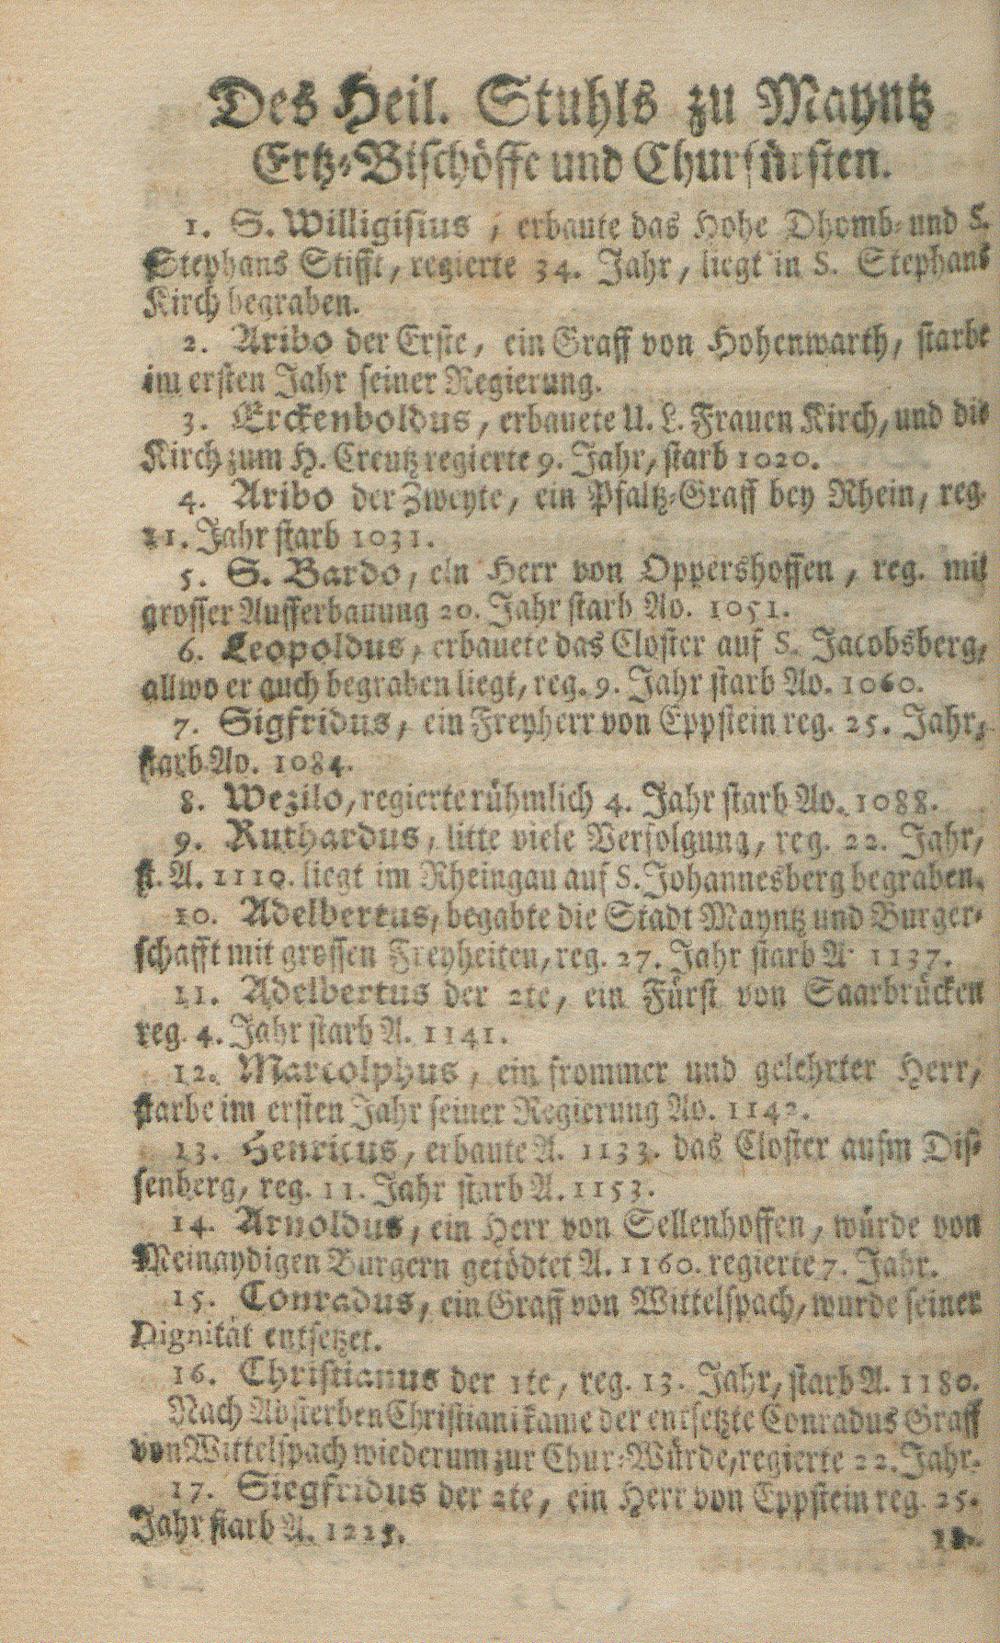 Des Heil. Stuhls zu Mayntz
Ertz-Bischöffe und Churfürsten.
1. S. Willigisius, erbaute das Hohe Dhomb- und S.
Stephans Stifft, regierte 34. Jahr, liegt in S. Stephans
Kirch begraben.
2. Aribo der Erste, ein Graff von Hohenwarth, starbe
im ersten Jahr seiner Regierung.
3. Erckenboldus, erbauete U. L. Frauen Kirch, und die
Kirch zum H. Creutz regierte 9. Jahr, starb 1020.
4. Aribo der Zweyte, ein Pfaltz-Graff bey Rhein, reg.
11. Jahr starb 1031.
5. S. Bardo, ein Herr von Oppershoffen, reg. mit
grosser Aufferbauung 20. Jahr starb Ao. 1051.
6. Leopoldus, erbauete das Closter auf S. Jacobsberg,
allwo er auch begraben liegt, reg. 9. Jahr starb Ao. 1060.
7. Sigfridus, ein Freyherr von Eppstein reg. 25. Jahr,
starb Ao. 1084.
8. Wezilo, regierte rühmlich 4. Jahr starb Ao. 1088.
9. Ruthardus, litte viele Verfolgung, reg. 22. Jahr,
st. A. 1110. liegt im Rheingau auf S. Johannesberg begraben.
10. Adelbertus, begabte die Stadt Mayntz und Burger-
schafft mit grossen Freyheiten, reg. 27. Jahr starb A. 1137.
11. Adelbertus der 2te, ein Fürst von Saarbrücken
reg. 4. Jahr starb A. 1141.
12. Marcolphus, ein frommer und gelehrter Herr,
starbe im ersten Jahr seiner Regierung Ao. 1142.
13. Henricus, erbaute A. 1133. das Closter aufm Dis-
senberg, reg. 11. Jahr starb A. 1153.
14. Arnoldus, ein Herr von Sellenhoffen, würde von
Meinaydigen Burgern getödtet A. 1160. regierte 7. Jahr.
15. Conradus, ein Graff von Wittelspach, wurde seiner
Dignität entsetzet.
16. Christianus der 1te, reg. 13. Jahr, starb A. 1180.
Nach Absterben Christiani kame der entsetzte Conradus Graff
von Wittelspach wiederum zur Chur-Würde, regierte 22. Jahr.
17. Siegfridus der 2te, ein Herr von Eppstein reg. 25.
Jahr starb A. 1225.
18.